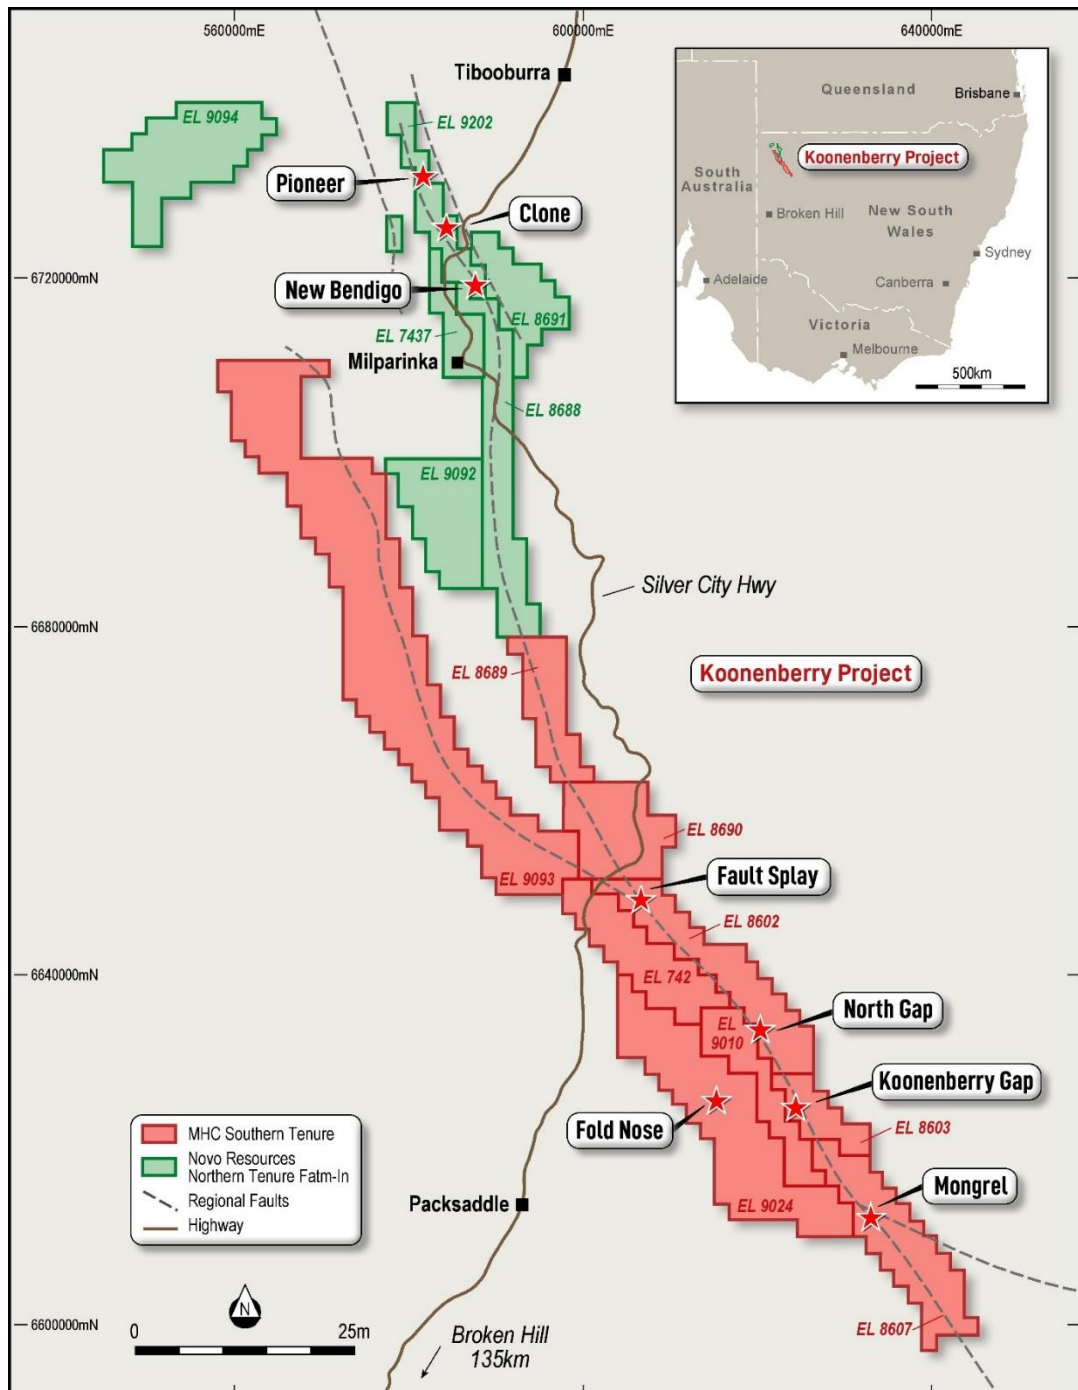 560000mE
600000mE
640000mE
Tibooburra
EL 9094
EL 9202
Pioneer
Clone
6720000mN
New Bendigo
EL 8691
EL 7437
Milparinka
EL 8688
EL 9092
Silver City Hwy
6680000mN
EL 8689
Koonenberry Project
EL 8690
EL 9093
Fault Splay
EL 8602
6640000mN
EL 742
North Gap
EL
9010
Koonenberry Gap
Fold Nose
EL 8603
Mongrel
EL 9024
Packsaddle
6600000mN
EL 8607
Broken Hill
135km
Queensland
Brisbane
Koonenberry Project
South
Australia
Broken Hill
New South
Wales
Sydney
Adelaide
Canberra
Victoria
Melbourne
500km
MHC Southern Tenure
Novo Resources
Northern Tenure Fatm-In
Regional Faults
Highway
N
0 25m